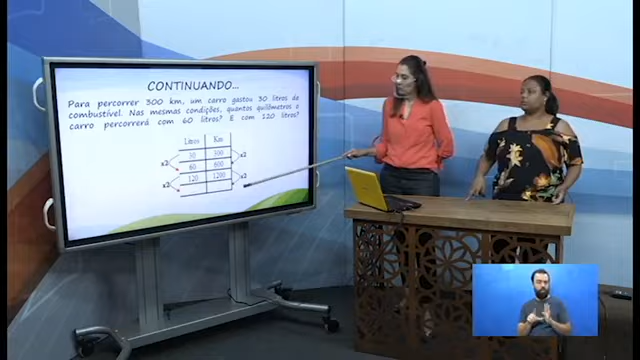 CONTINUANDO...
Para percorrer 300 km, um carro gastou 30 litros de
combustível. Nas mesmas condições, quantos quilômetros o
carro percorrerá com 60 litros? E com 120 litros?
Litros Km
30 300
x2 60 600 x2
x2 120 1200 x2